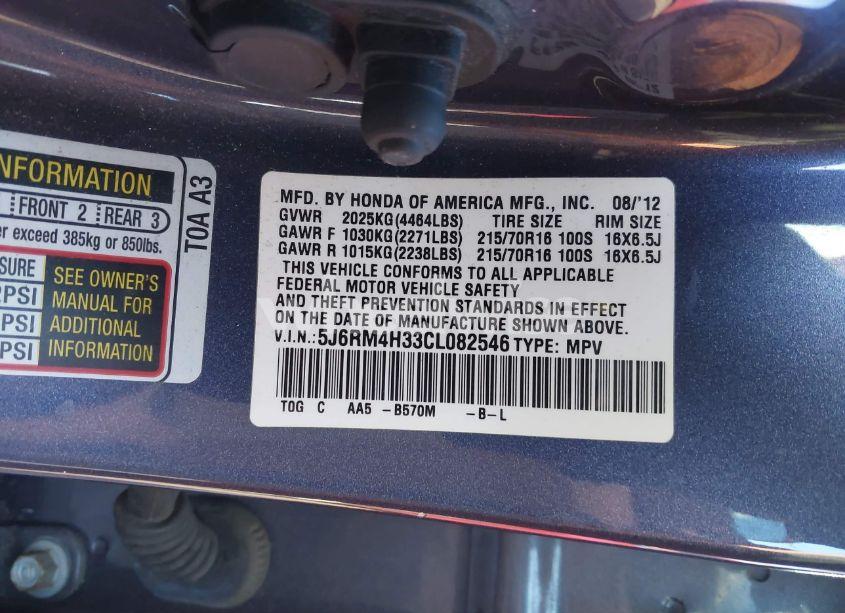 INFORMATION
FRONT 2 REAR 3
er exceed 385kg or 850lbs.
SURE
2PSI
PSI
PSI
SEE OWNER'S
MANUAL FOR
ADDITIONAL
INFORMATION
T0A A3
MFD. BY HONDA OF AMERICA MFG., INC. 08/'12
GVWR 2025KG(4464LBS) TIRE SIZE RIM SIZE
GAWR F 1030KG(2271LBS) 215/70R16 100S 16X6.5J
GAWR R 1015KG(2238LBS) 215/70R16 100S 16X6.5J
THIS VEHICLE CONFORMS TO ALL APPLICABLE
FEDERAL MOTOR VEHICLE SAFETY
AND THEFT PREVENTION STANDARDS IN EFFECT
ON THE DATE OF MANUFACTURE SHOWN ABOVE.
V.I.N.:5J6RM4H33CL082546 TYPE: MPV
T0G C AA5 -B570M -B-L